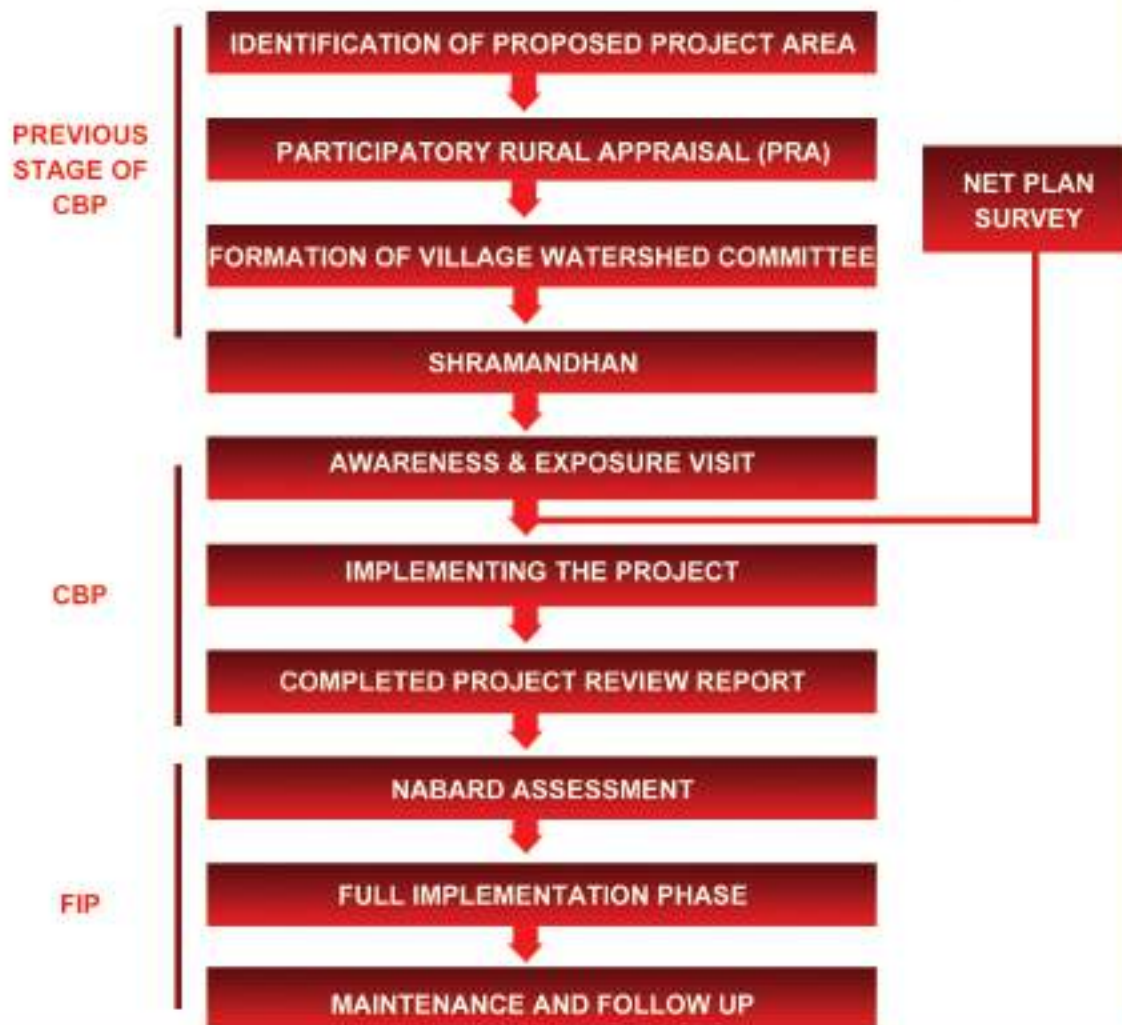 IDENTIFICATION OF PROPOSED PROJECT AREA
PREVIOUS
STAGE OF
CBP
PARTICIPATORY RURAL APPRAISAL (PRA)
NET PLAN
SURVEY
FORMATION OF VILLAGE WATERSHED COMMITTEE
SHRAMANDHAN
AWARENESS & EXPOSURE VISIT
CBP
IMPLEMENTING THE PROJECT
COMPLETED PROJECT REVIEW REPORT
NABARD ASSESSMENT
FIP
FULL IMPLEMENTATION PHASE
MAINTENANCE AND FOLLOW UP